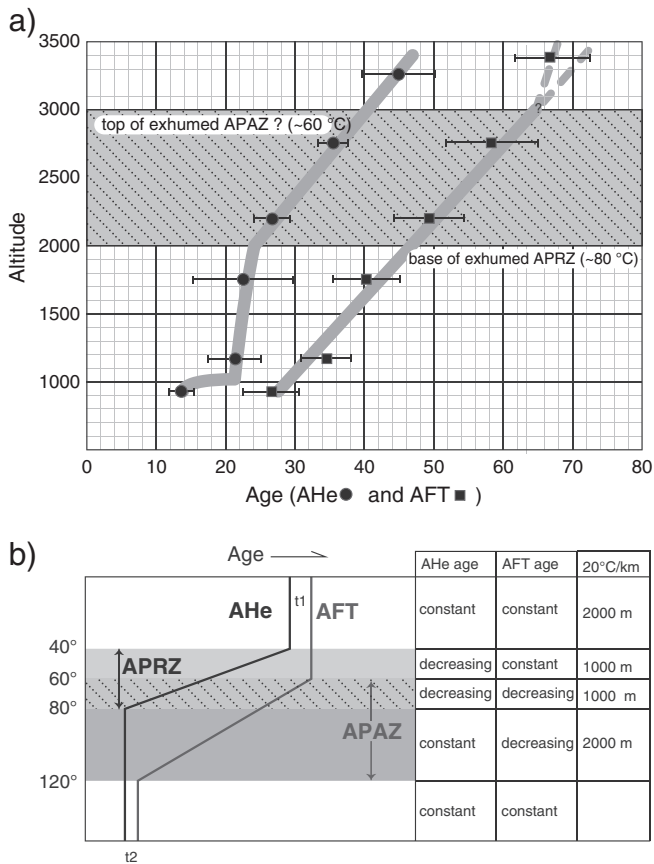 a)
3500
3000
2500
2000
1500
1000
Altitude
top of exhumed APAZ ? (~60 °C)
?
base of exhumed APRZ (~80 °C)
0 10 20 30 40 50 60 70 80
Age (AHe● and AFT ■ )
b)
Age
AHe age AFT age 20°C/km
AHe t1 AFT
constant constant 2000 m
40°
APRZ
decreasing constant 1000 m
60°
decreasing decreasing 1000 m
80°
APAZ
constant decreasing 2000 m
120°
constant constant
t2